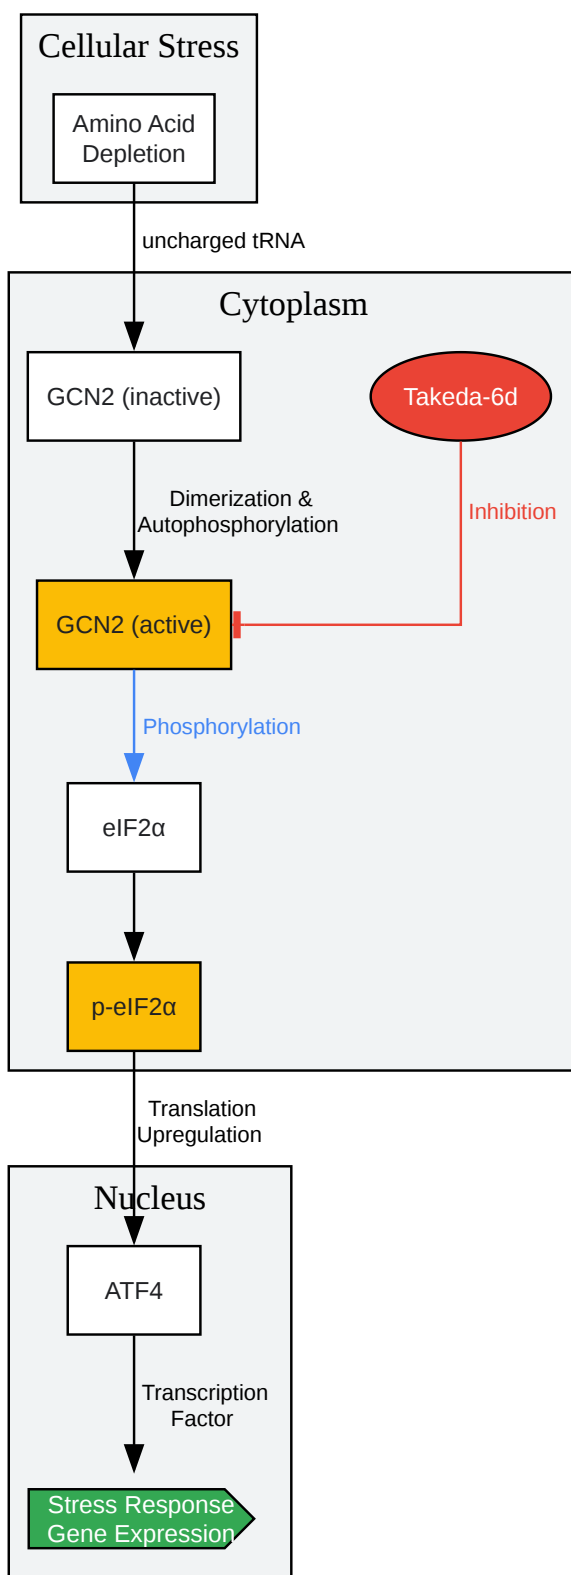 Cellular Stress
Amino Acid
Depletion
uncharged tRNA
Cytoplasm
GCN2 (inactive)
Takeda-6d
Dimerization &
Autophosphorylation
Inhibition
GCN2 (active)
Phosphorylation
eIF2α
p-eIF2α
Translation
Upregulation
Nucleus
ATF4
Transcription
Factor
Stress Response
Gene Expression